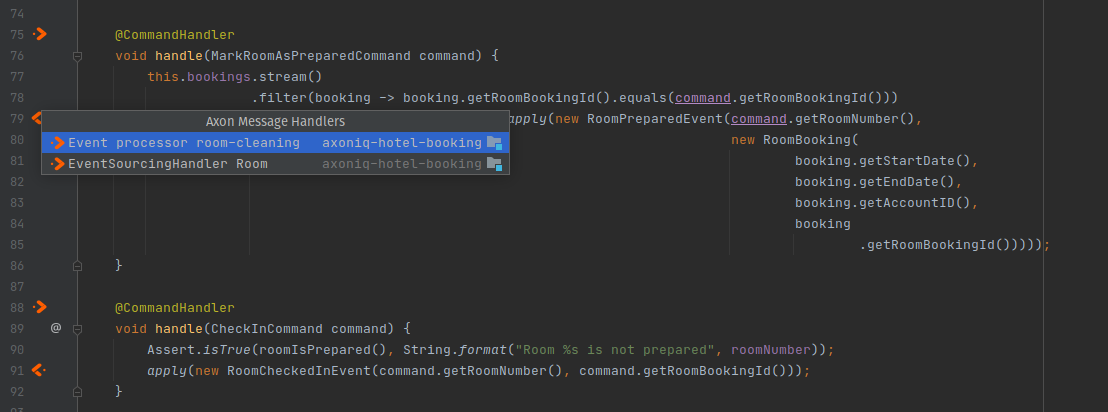 74
75 @CommandHandler
76 void handle(MarkRoomAsPreparedCommand command) {
77 this.bookings.stream()
78 .filter(booking -> booking.getRoomBookingId().equals(command.getRoomBookingId()))
79 apply(new RoomPreparedEvent(command.getRoomNumber(),
Axon Message Handlers
Event processor room-cleaning axoniq-hotel-booking
EventSourcingHandler Room axoniq-hotel-booking
80 new RoomBooking(
81 booking.getStartDate(),
82 booking.getEndDate(),
83 booking.getAccountID(),
84 booking
85 .getRoomBookingId()))));
86 }
87
88 @CommandHandler
89 @ void handle(CheckInCommand command) {
90 Assert.isTrue(roomIsPrepared(), String.format("Room %s is not prepared", roomNumber));
91 apply(new RoomCheckedInEvent(command.getRoomNumber(), command.getRoomBookingId()));
92 }